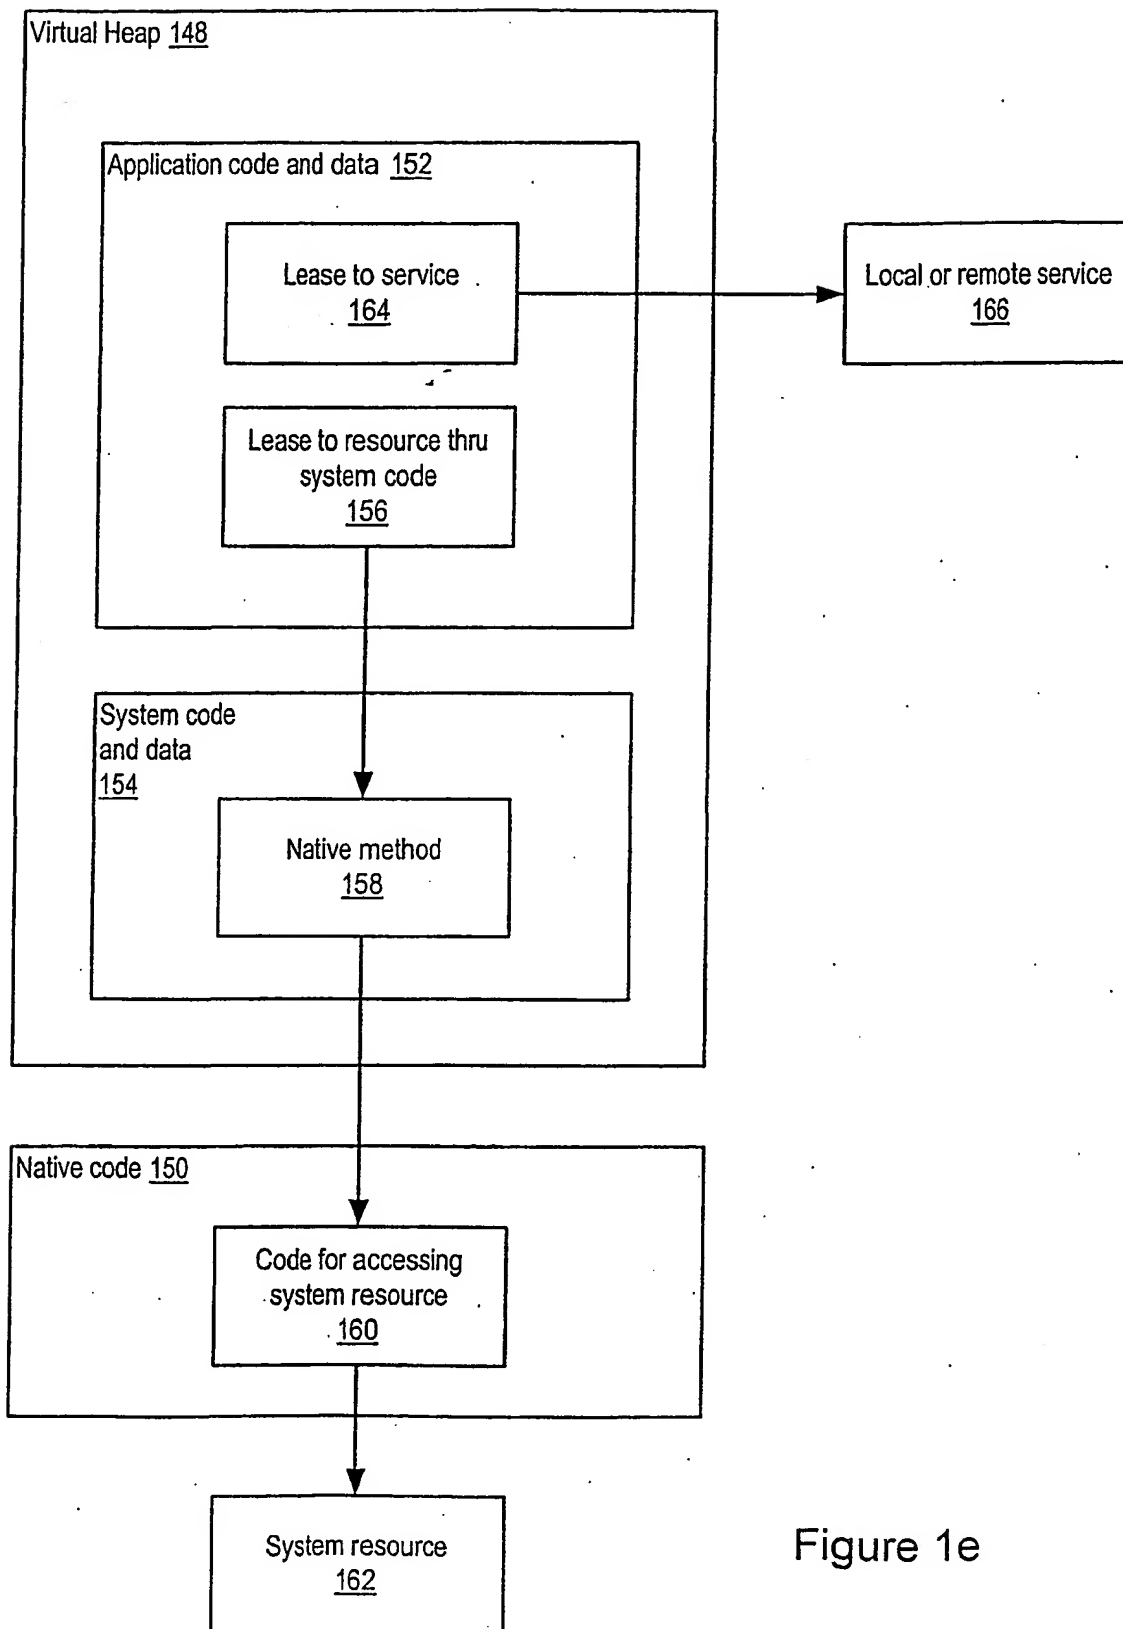 Virtual Heap 148
Application code and data 152
Lease to service
164
Local or remote service
166
Lease to resource thru
system code
156
System code
and data
154
Native method
158
Native code 150
Code for accessing
system resource
160
System resource
162
Figure 1e